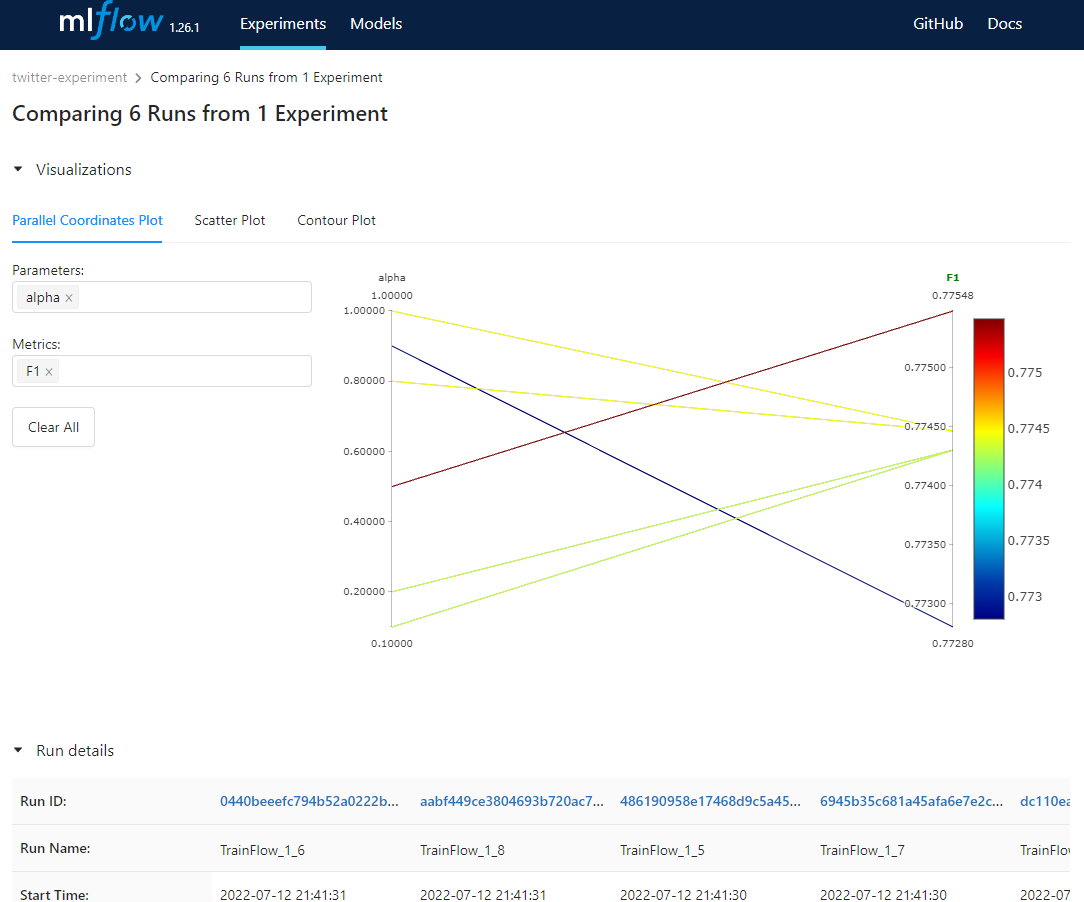 mlflow 1.26.1 Experiments Models GitHub Docs
twitter-experiment > Comparing 6 Runs from 1 Experiment
Comparing 6 Runs from 1 Experiment
Visualizations
Parallel Coordinates Plot Scatter Plot Contour Plot
Parameters:
alpha ×
Metrics:
F1 ×
Clear All
alpha
1.00000
1.00000
0.80000
0.60000
0.40000
0.20000
0.10000
F1
0.77548
0.77500
0.77450
0.77400
0.77350
0.77300
0.77280
0.775
0.7745
0.774
0.7735
0.773
Run details
Run ID: 0440beeefc794b52a0222b... aabf449ce3804693b720ac7... 486190958e17468d9c5a45... 6945b35c681a45afa6e7e2c... dc110ea
Run Name: TrainFlow_1_6 TrainFlow_1_8 TrainFlow_1_5 TrainFlow_1_7 TrainFlow
Start Time: 2022-07-12 21:41:31 2022-07-12 21:41:31 2022-07-12 21:41:30 2022-07-12 21:41:30 2022-07